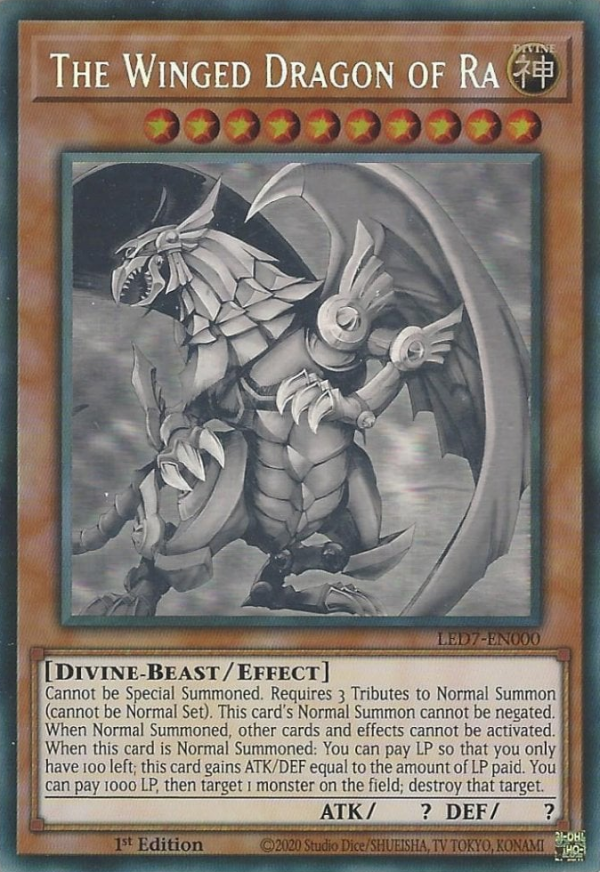 THE WINGED DRAGON OF RA
DIVINE
神
LED7-EN000
[DIVINE-BEAST/EFFECT]
Cannot be Special Summoned. Requires 3 Tributes to Normal Summon
(cannot be Normal Set). This card's Normal Summon cannot be negated.
When Normal Summoned, other cards and effects cannot be activated.
When this card is Normal Summoned: You can pay LP so that you only
have 100 left; this card gains ATK/DEF equal to the amount of LP paid. You
can pay 1000 LP, then target 1 monster on the field; destroy that target.
ATK/ ? DEF/ ?
1st Edition
©2020 Studio Dice/SHUEISHA, TV TOKYO, KONAMI